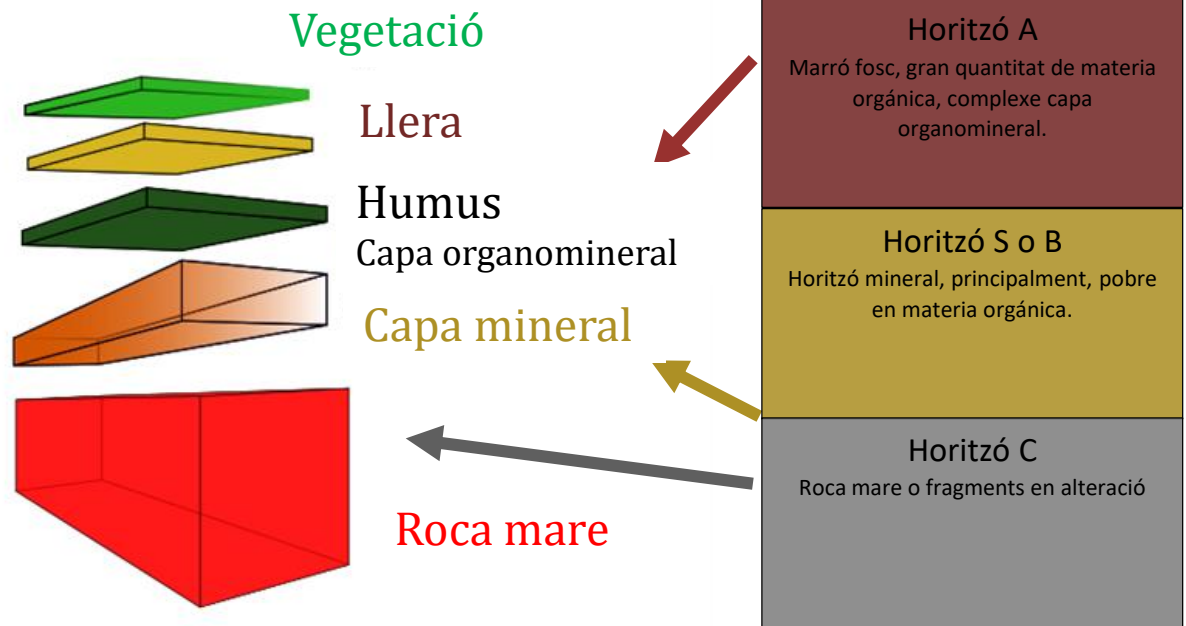 Vegetació
Llera
Humus
Capa organomineral
Capa mineral
Roca mare
Horitzó A
Marró fosc, gran quantitat de materia
orgánica, complexe capa
organomineral.
Horitzó S o B
Horitzó mineral, principalment, pobre
en materia orgánica.
Horitzó C
Roca mare o fragments en alteració